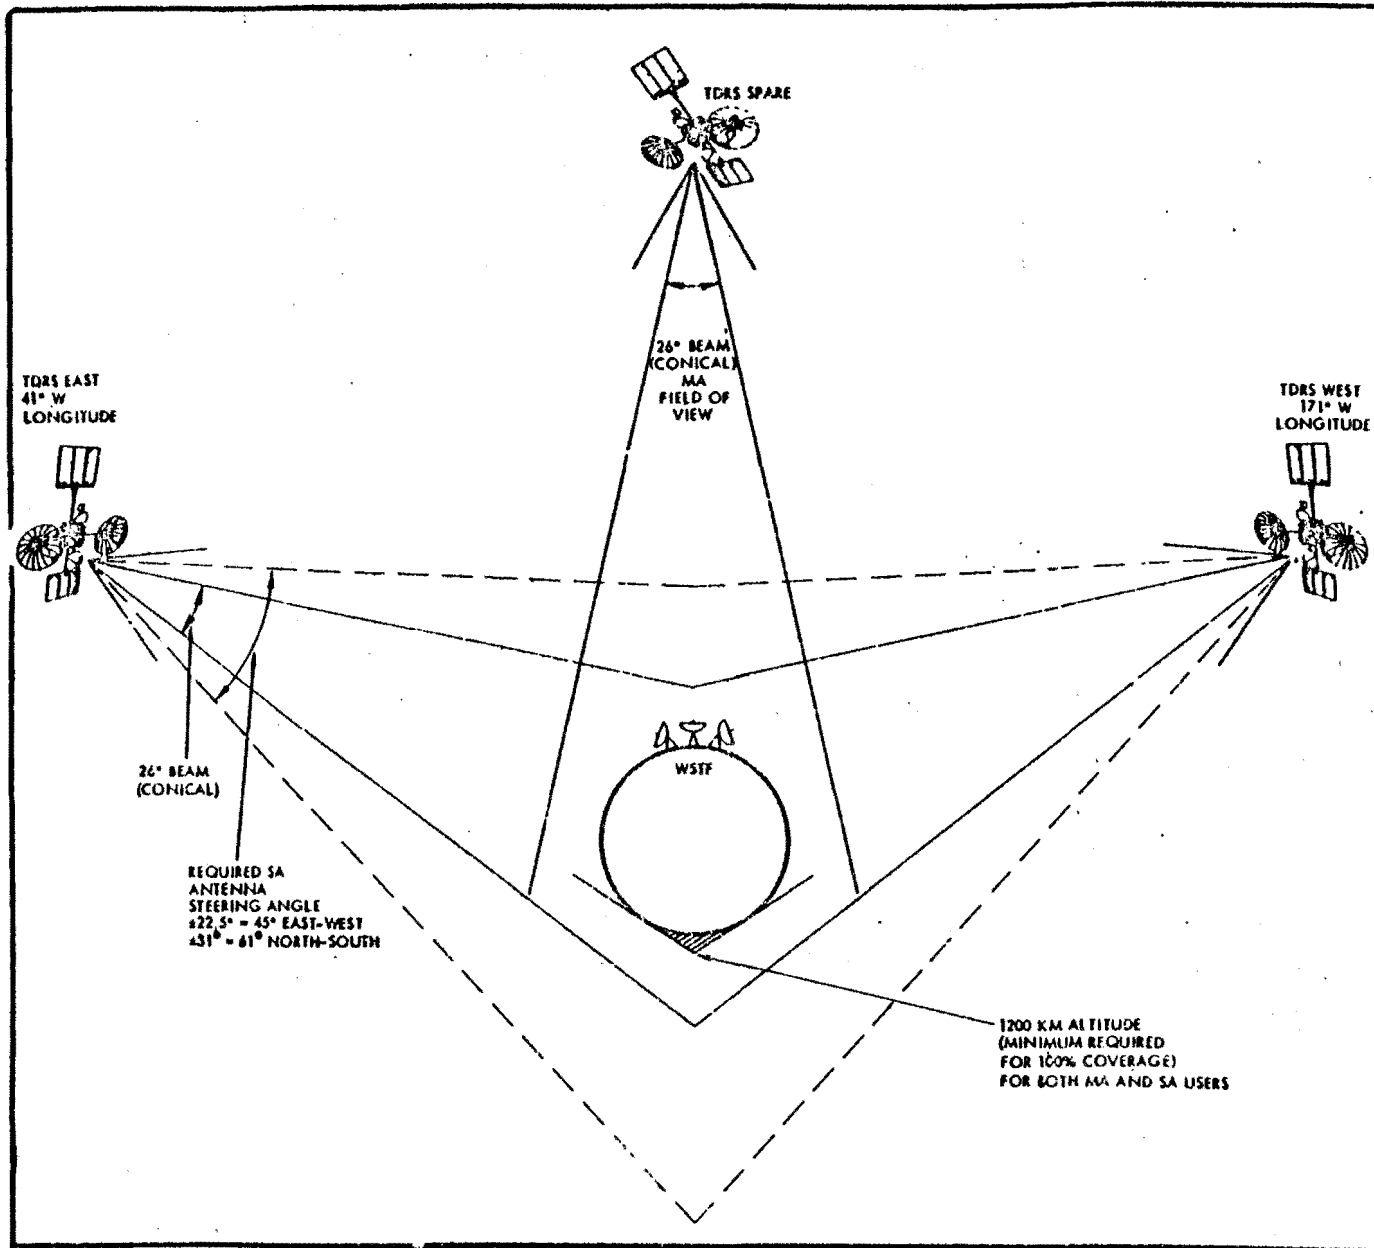 TDRS SPARE
26° BEAM
(CONICAL)
MA
FIELD OF
VIEW
TDRS EAST
41° W
LONGITUDE
TDRS WEST
171° W
LONGITUDE
WSTF
26° BEAM
(CONICAL)
REQUIRED SA
ANTENNA
STEERING ANGLE
±22.5° = 45° EAST-WEST
±31° = 61° NORTH-SOUTH
1200 KM ALTITUDE
(MINIMUM REQUIRED
FOR 100% COVERAGE)
FOR BOTH MA AND SA USERS